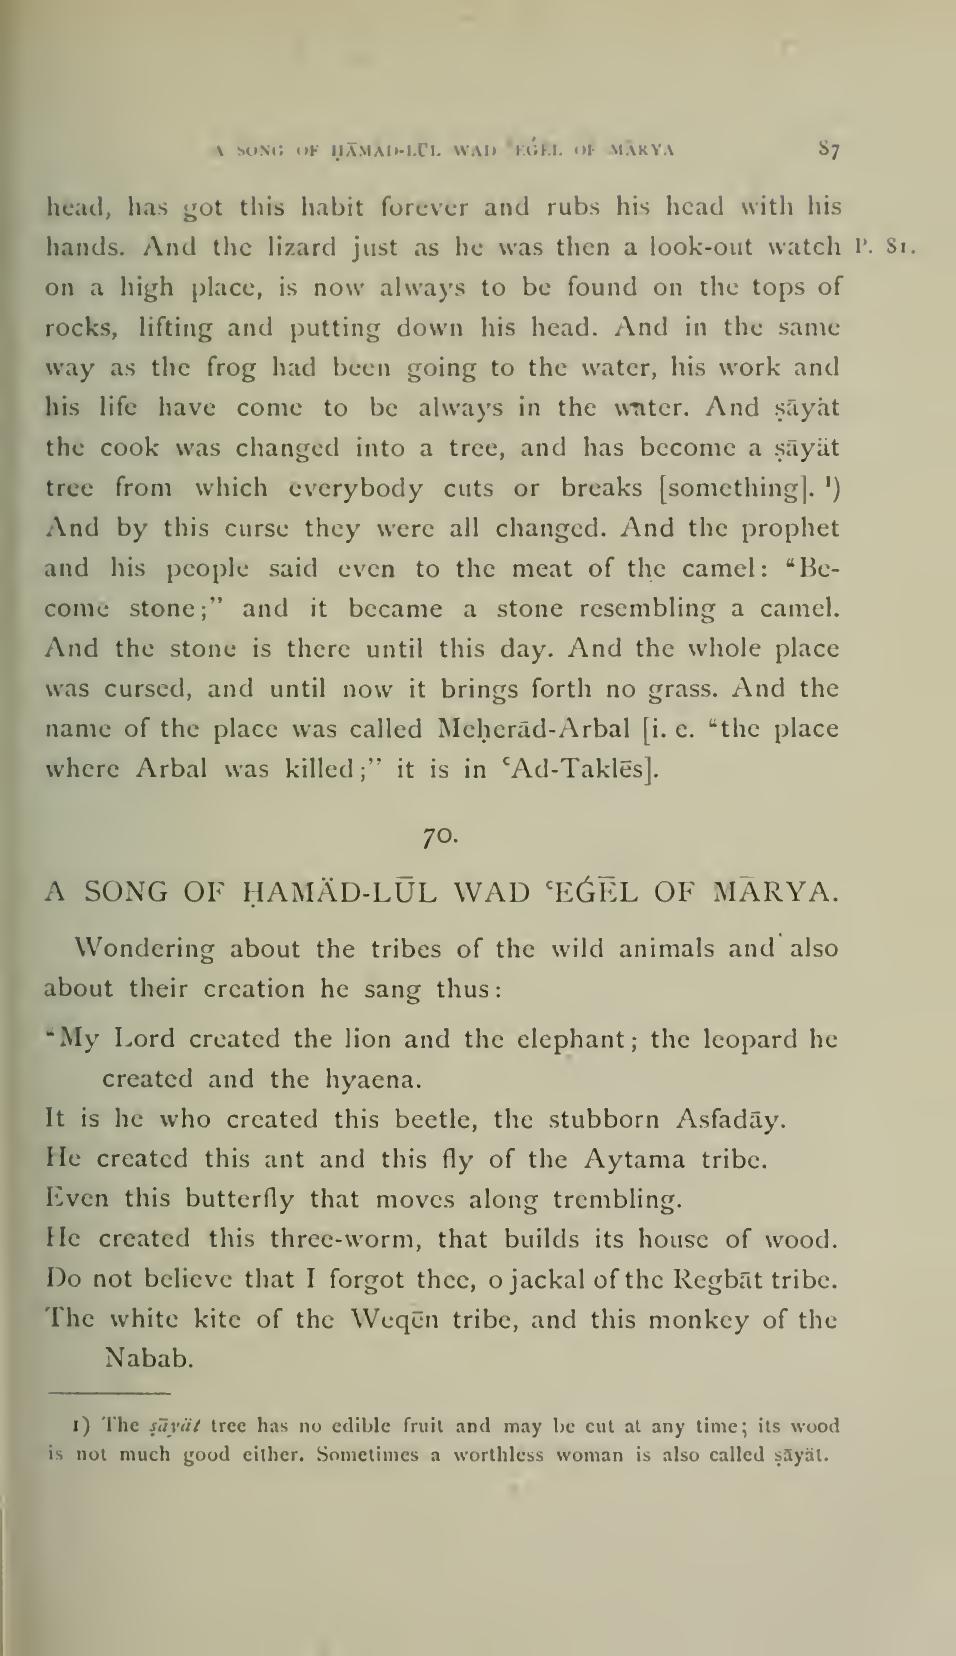 A SONG OF ḤĀMÄD-LŪL WAD ꜤEǴĒL OF MĀRYA 87
head, has got this habit forever and rubs his head with his
hands. And the lizard just as he was then a look-out watch P. 81.
on a high place, is now always to be found on the tops of
rocks, lifting and putting down his head. And in the same
way as the frog had been going to the water, his work and
his life have come to be always in the water. And ṣāyät
the cook was changed into a tree, and has become a ṣāyät
tree from which everybody cuts or breaks [something]. ¹)
And by this curse they were all changed. And the prophet
and his people said even to the meat of the camel: “Be-
come stone;” and it became a stone resembling a camel.
And the stone is there until this day. And the whole place
was cursed, and until now it brings forth no grass. And the
name of the place was called Meḥerād-Arbal [i. e. “the place
where Arbal was killed;” it is in ꜤAd-Taklēs].
70.
A SONG OF ḤAMÄD-LŪL WAD ꜤEǴĒL OF MĀRYA.
Wondering about the tribes of the wild animals and also
about their creation he sang thus:
“My Lord created the lion and the elephant; the leopard he
created and the hyaena.
It is he who created this beetle, the stubborn Asfadāy.
He created this ant and this fly of the Aytama tribe.
Even this butterfly that moves along trembling.
He created this three-worm, that builds its house of wood.
Do not believe that I forgot thee, o jackal of the Regbāt tribe.
The white kite of the Weqēn tribe, and this monkey of the
Nabab.
1) The ṣāyät tree has no edible fruit and may be cut at any time; its wood
is not much good either. Sometimes a worthless woman is also called ṣāyät.